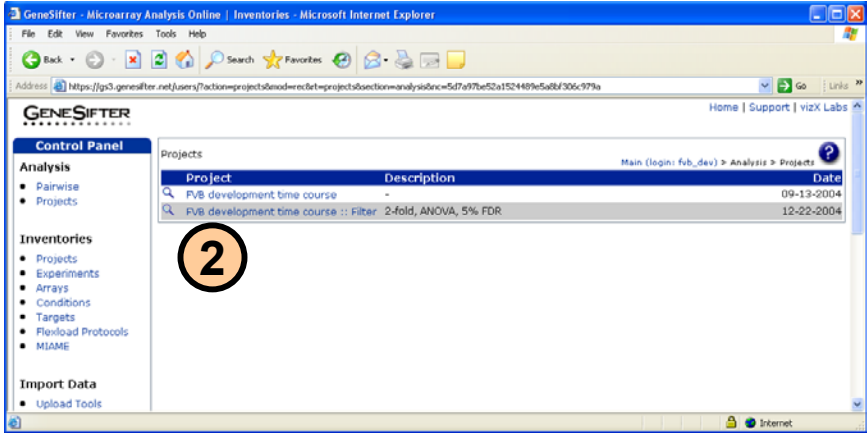 GeneSifter - Microarray Analysis Online | Inventories - Microsoft Internet Explorer
File Edit View Favorites Tools Help
Back Search Favorites
Address https://gs3.genesifter.net/users/?action=projects&mod=rec&rt=projects&section=analysis&nc=5d7a97be52a1524489e5a8bf306c979a Go Links »
GENESIFTER
Home | Support | vizX Labs
Control Panel
Analysis
• Pairwise
• Projects
Inventories
• Projects
• Experiments
• Arrays
• Conditions
• Targets
• Flexload Protocols
• MIAME
Import Data
• Upload Tools
Projects
Main (login: fvb_dev) > Analysis > Projects ?
Project Description Date
FVB development time course - 09-13-2004
FVB development time course :: Filter 2-fold, ANOVA, 5% FDR 12-22-2004
2
Internet